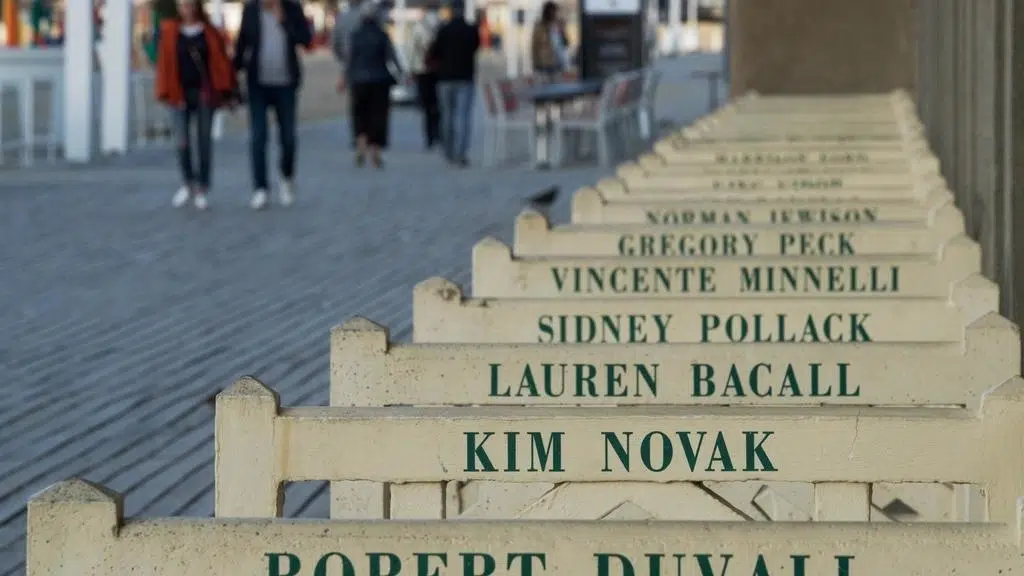 NORMAN JEWISON
GREGORY PECK
VINCENTE MINNELLI
SIDNEY POLLACK
LAUREN BACALL
KIM NOVAK
ROBERT DUVALL